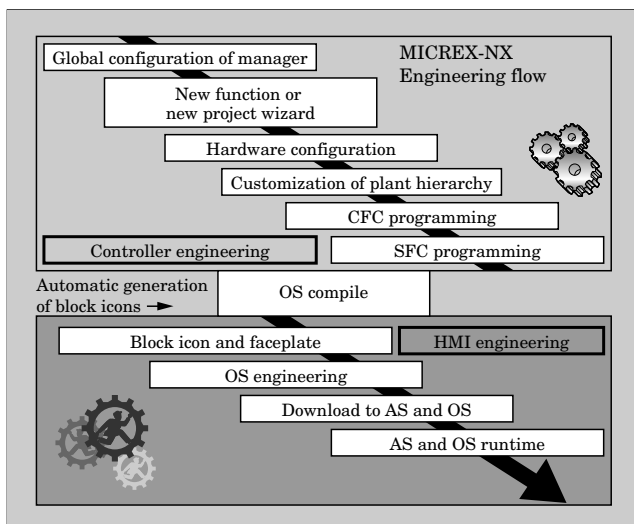 Global configuration of manager
MICREX-NX
Engineering flow
New function or
new project wizard
Hardware configuration
Customization of plant hierarchy
CFC programming
Controller engineering
SFC programming
Automatic generation
of block icons →
OS compile
Block icon and faceplate
HMI engineering
OS engineering
Download to AS and OS
AS and OS runtime